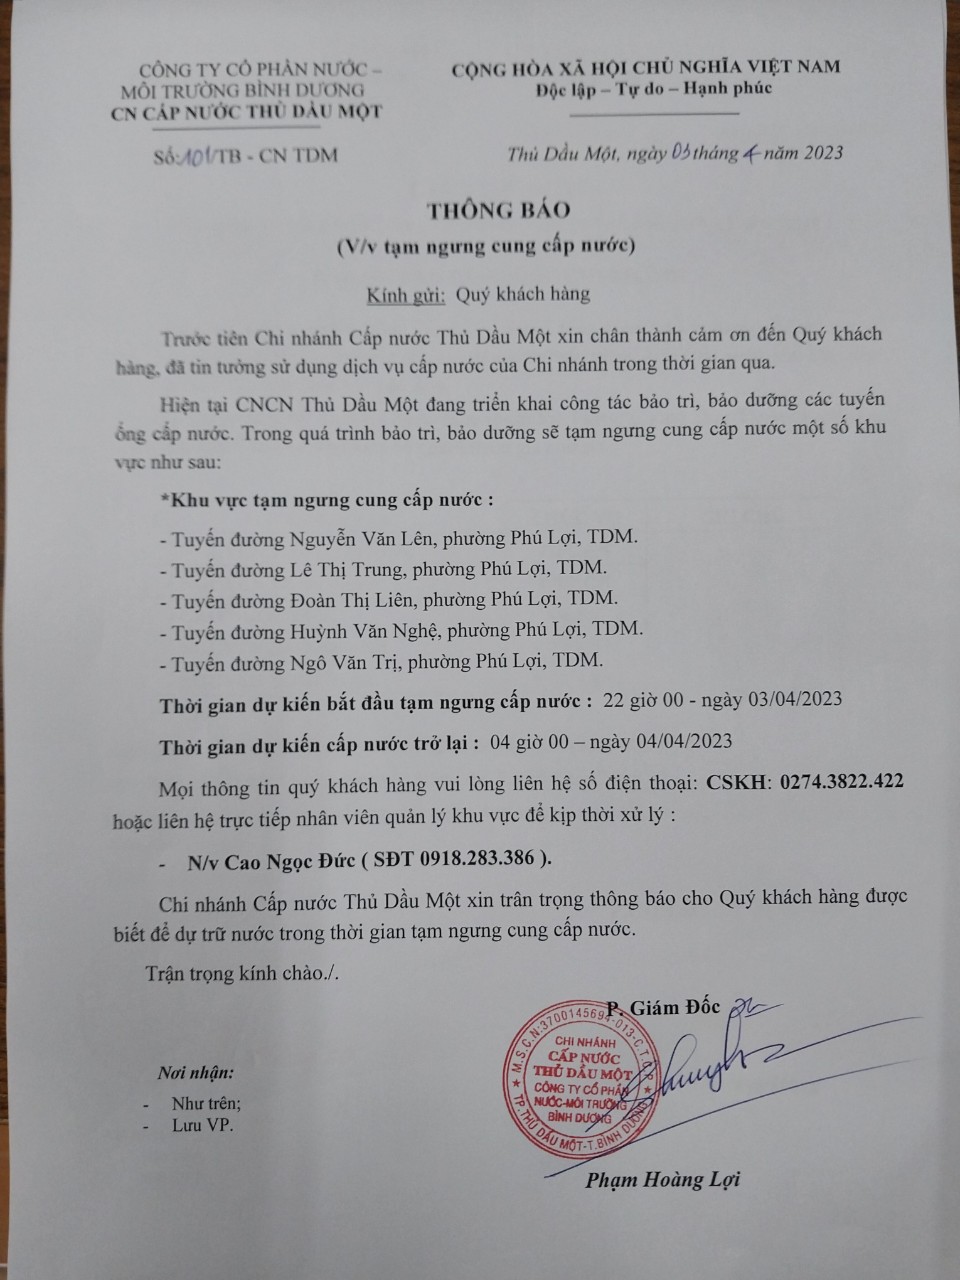 CÔNG TY CỔ PHẦN NƯỚC –
MÔI TRƯỜNG BÌNH DƯƠNG
CN CẤP NƯỚC THỦ DẦU MỘT
CỘNG HÒA XÃ HỘI CHỦ NGHĨA VIỆT NAM
Độc lập – Tự do – Hạnh phúc
Số:101/TB - CN TDM
Thủ Dầu Một, ngày 03 tháng 4 năm 2023
THÔNG BÁO
(V/v tạm ngưng cung cấp nước)
Kính gửi: Quý khách hàng
Trước tiên Chi nhánh Cấp nước Thủ Dầu Một xin chân thành cảm ơn đến Quý khách
hàng, đã tin tưởng sử dụng dịch vụ cấp nước của Chi nhánh trong thời gian qua.
Hiện tại CNCN Thủ Dầu Một đang triển khai công tác bảo trì, bảo dưỡng các tuyến
ống cấp nước. Trong quá trình bảo trì, bảo dưỡng sẽ tạm ngưng cung cấp nước một số khu
vực như sau:
*Khu vực tạm ngưng cung cấp nước :
- Tuyến đường Nguyễn Văn Lên, phường Phú Lợi, TDM.
- Tuyến đường Lê Thị Trung, phường Phú Lợi, TDM.
- Tuyến đường Đoàn Thị Liên, phường Phú Lợi, TDM.
- Tuyến đường Huỳnh Văn Nghệ, phường Phú Lợi, TDM.
- Tuyến đường Ngô Văn Trị, phường Phú Lợi, TDM.
Thời gian dự kiến bắt đầu tạm ngưng cấp nước : 22 giờ 00 - ngày 03/04/2023
Thời gian dự kiến cấp nước trở lại : 04 giờ 00 – ngày 04/04/2023
Mọi thông tin quý khách hàng vui lòng liên hệ số điện thoại: CSKH: 0274.3822.422
hoặc liên hệ trực tiếp nhân viên quản lý khu vực để kịp thời xử lý :
- N/v Cao Ngọc Đức ( SĐT 0918.283.386 ).
Chi nhánh Cấp nước Thủ Dầu Một xin trân trọng thông báo cho Quý khách hàng được
biết để dự trữ nước trong thời gian tạm ngưng cung cấp nước.
Trận trọng kính chào./.
P. Giám Đốc
M.S.C.N:3700145694-013-C.T.C.P
CHI NHÁNH
CẤP NƯỚC
THỦ DẦU MỘT
CÔNG TY CỔ PHẦN
NƯỚC-MÔI TRƯỜNG
BÌNH DƯƠNG
TP.THỦ DẦU MỘT-T.BÌNH DƯƠNG
Nơi nhận:
- Như trên;
- Lưu VP.
Phạm Hoàng Lợi